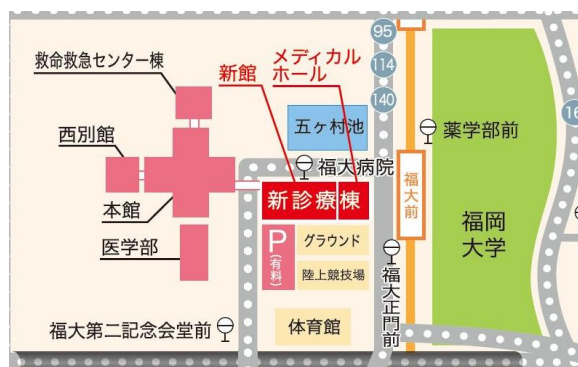 救命救急センター棟
新館
メディカル
ホール
95
114
140
五ヶ村池
薬学部前
西別館
福大病院
新診療棟
福大前
本館
福岡
大学
医学部
P
(有料)
グラウンド
陸上競技場
福大正門前
体育館
福大第二記念会堂前